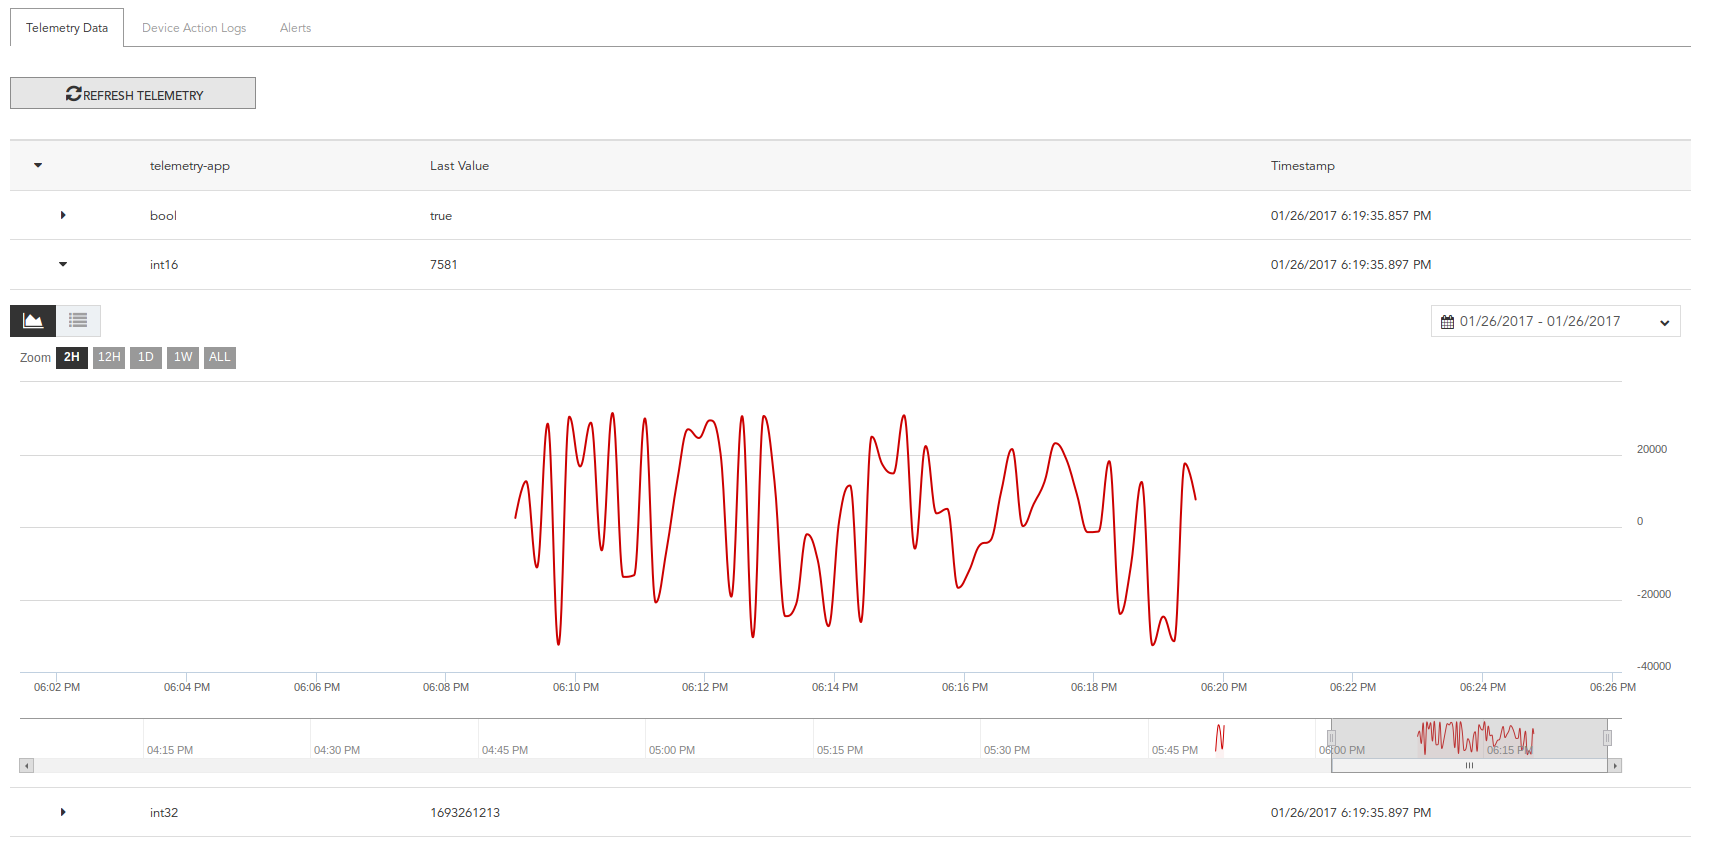 Telemetry Data Device Action Logs Alerts
REFRESH TELEMETRY
telemetry-app Last Value Timestamp
bool true 01/26/2017 6:19:35.857 PM
int16 7581 01/26/2017 6:19:35.897 PM
01/26/2017 - 01/26/2017
Zoom 2H 12H 1D 1W ALL
20000
0
-20000
-40000
06:02 PM 06:04 PM 06:06 PM 06:08 PM 06:10 PM 06:12 PM 06:14 PM 06:16 PM 06:18 PM 06:20 PM 06:22 PM 06:24 PM 06:26 PM
04:15 PM 04:30 PM 04:45 PM 05:00 PM 05:15 PM 05:30 PM 05:45 PM 06:00 PM 06:15 PM
int32 1693261213 01/26/2017 6:19:35.897 PM